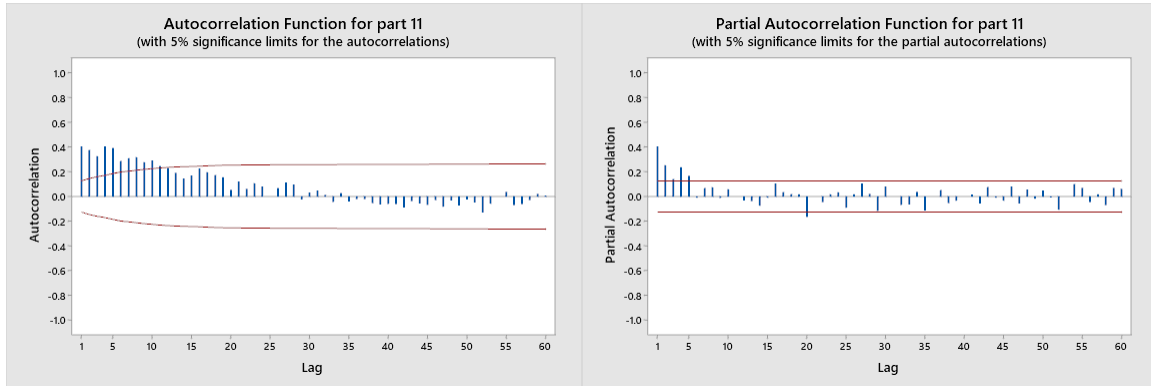 Autocorrelation Function for part 11
(with 5% significance limits for the autocorrelations)
1.0
0.8
0.6
0.4
0.2
0.0
-0.2
-0.4
-0.6
-0.8
-1.0
Autocorrelation
1 5 10 15 20 25 30 35 40 45 50 55 60
Lag
Partial Autocorrelation Function for part 11
(with 5% significance limits for the partial autocorrelations)
1.0
0.8
0.6
0.4
0.2
0.0
-0.2
-0.4
-0.6
-0.8
-1.0
Partial Autocorrelation
1 5 10 15 20 25 30 35 40 45 50 55 60
Lag